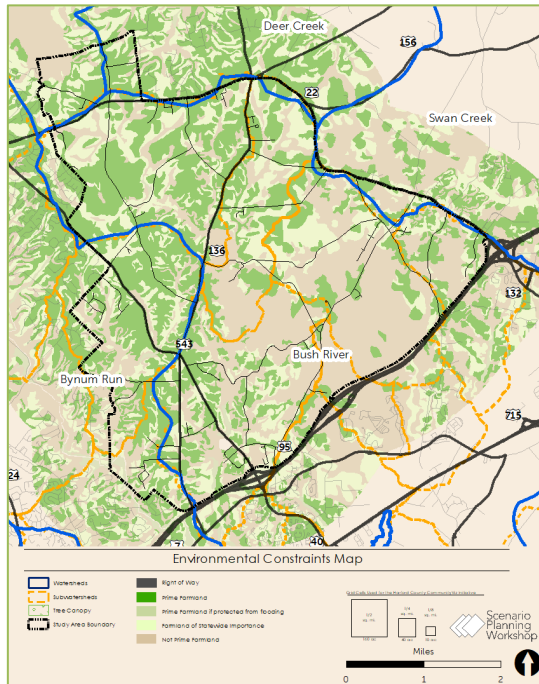 Deer Creek
156
22
Swan Creek
136
132
543
Bush River
Bynum Run
715
95
24
40
Environmental Constraints Map
Watersheds
Subwatersheds
Tree Canopy
Study Area Boundary
Right of Way
Prime Farmland
Prime Farmland if protected from flooding
Farmland of Statewide Importance
Not Prime Farmland
Scenario
Planning
Workshop
Miles
0 1 2